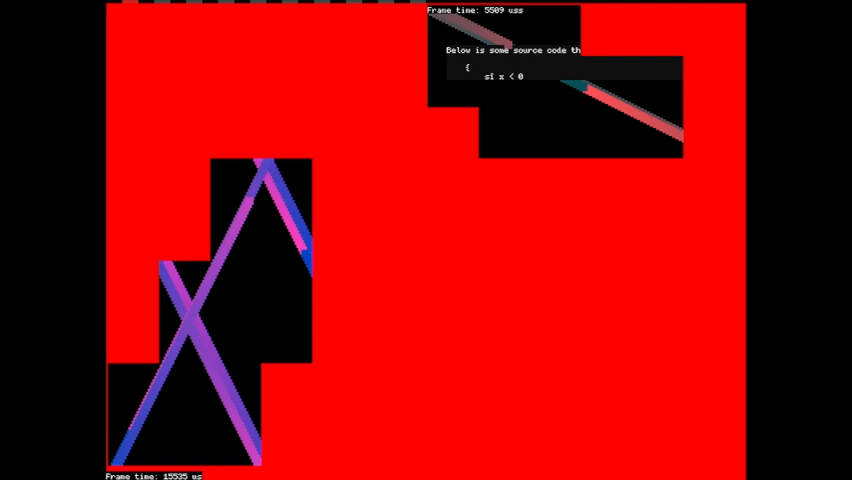 Frame time: 5509 uss
Below is some source code th
{
si x < 0
Frame time: 15535 us